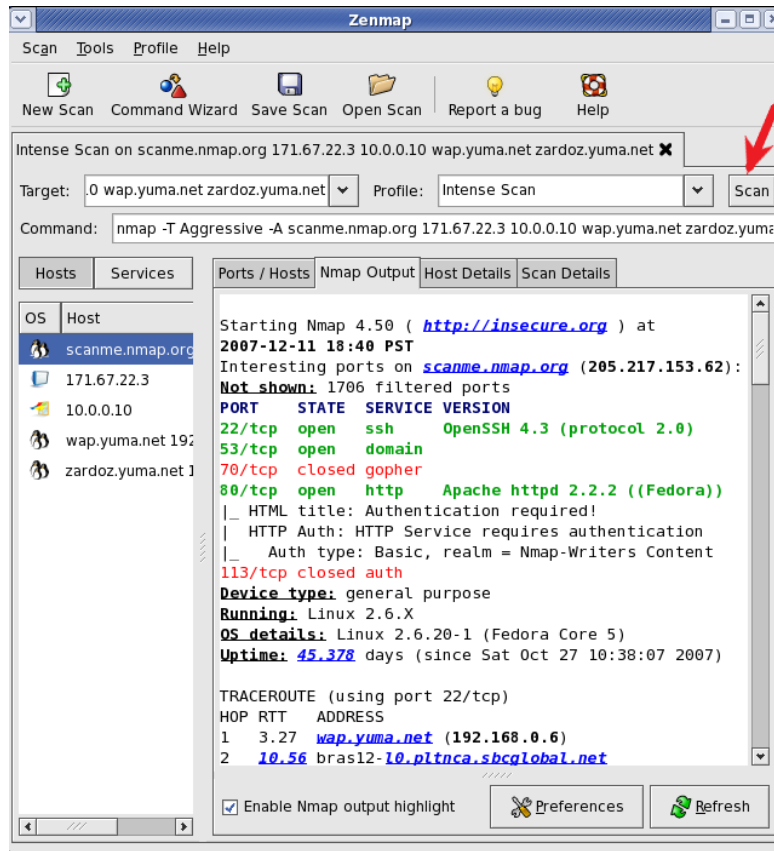 Zenmap
Scan Tools Profile Help
New Scan Command Wizard Save Scan Open Scan Report a bug Help
Intense Scan on scanme.nmap.org 171.67.22.3 10.0.0.10 wap.yuma.net zardoz.yuma.net
Target: .0 wap.yuma.net zardoz.yuma.net Profile: Intense Scan Scan
Command: nmap -T Aggressive -A scanme.nmap.org 171.67.22.3 10.0.0.10 wap.yuma.net zardoz.yuma
Hosts Services
OS Host
scanme.nmap.org
171.67.22.3
10.0.0.10
wap.yuma.net 192
zardoz.yuma.net 1
Ports / Hosts Nmap Output Host Details Scan Details
Starting Nmap 4.50 ( http://insecure.org ) at
2007-12-11 18:40 PST
Interesting ports on scanme.nmap.org (205.217.153.62):
Not shown: 1706 filtered ports
PORT STATE SERVICE VERSION
22/tcp open ssh OpenSSH 4.3 (protocol 2.0)
53/tcp open domain
70/tcp closed gopher
80/tcp open http Apache httpd 2.2.2 ((Fedora))
|_ HTML title: Authentication required!
| HTTP Auth: HTTP Service requires authentication
|_ Auth type: Basic, realm = Nmap-Writers Content
113/tcp closed auth
Device type: general purpose
Running: Linux 2.6.X
OS details: Linux 2.6.20-1 (Fedora Core 5)
Uptime: 45.378 days (since Sat Oct 27 10:38:07 2007)
TRACEROUTE (using port 22/tcp)
HOP RTT ADDRESS
1 3.27 wap.yuma.net (192.168.0.6)
2 10.56 bras12-l0.pltnca.sbcglobal.net
Enable Nmap output highlight Preferences Refresh